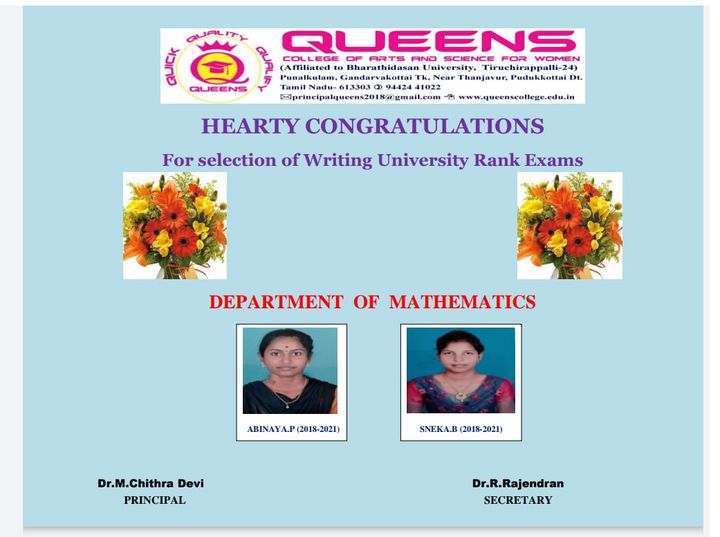 QUICK QUALITY QUALIFY
QUEENS
QUEENS
COLLEGE OF ARTS AND SCIENCE FOR WOMEN
(Affiliated to Bharathidasan University, Tiruchirappalli-24)
Punalkulam, Gandarvakottai Tk, Near Thanjavur, Pudukkottai Dt.
Tamil Nadu- 613303 ✆ 94442 41022
✉principalqueens2018@gmail.com 🖰 www.queenscollege.edu.in
HEARTY CONGRATULATIONS
For selection of Writing University Rank Exams
DEPARTMENT OF MATHEMATICS
ABINAYA.P (2018-2021) SNEKA.B (2018-2021)
Dr.M.Chithra Devi Dr.R.Rajendran
PRINCIPAL SECRETARY